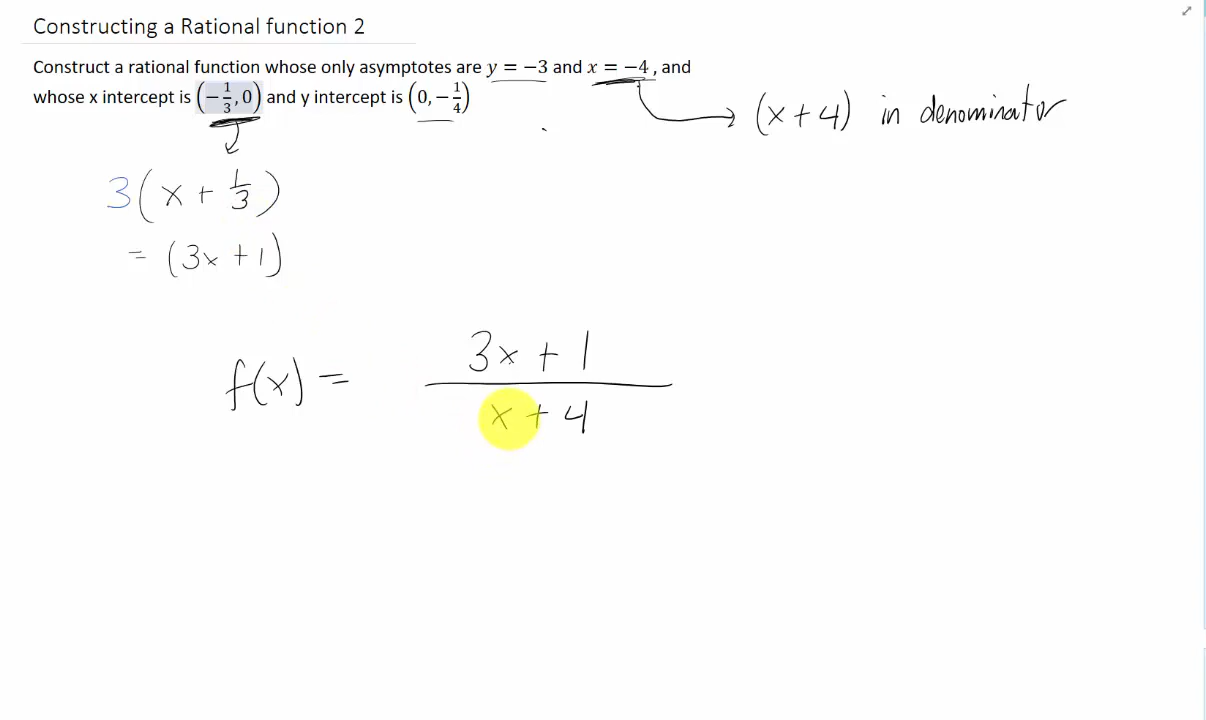 Constructing a Rational function 2
Construct a rational function whose only asymptotes are y = −3 and x = −4 , and
whose x intercept is (−1/3, 0) and y intercept is (0, −1/4)
(x + 4) in denominator
3(x + 1/3)
= (3x + 1)
f(x) = (3x + 1)/(x + 4)